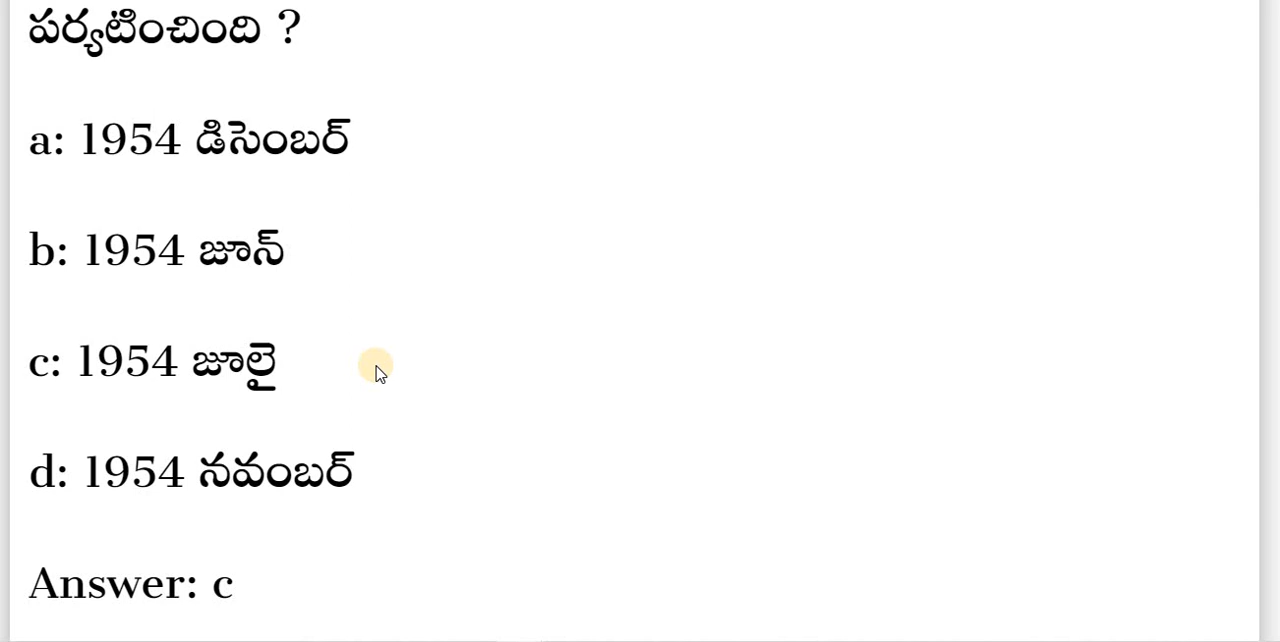 పర్యటించింది ?
a: 1954 డిసెంబర్
b: 1954 జూన్
c: 1954 జూలై
d: 1954 నవంబర్
Answer: c